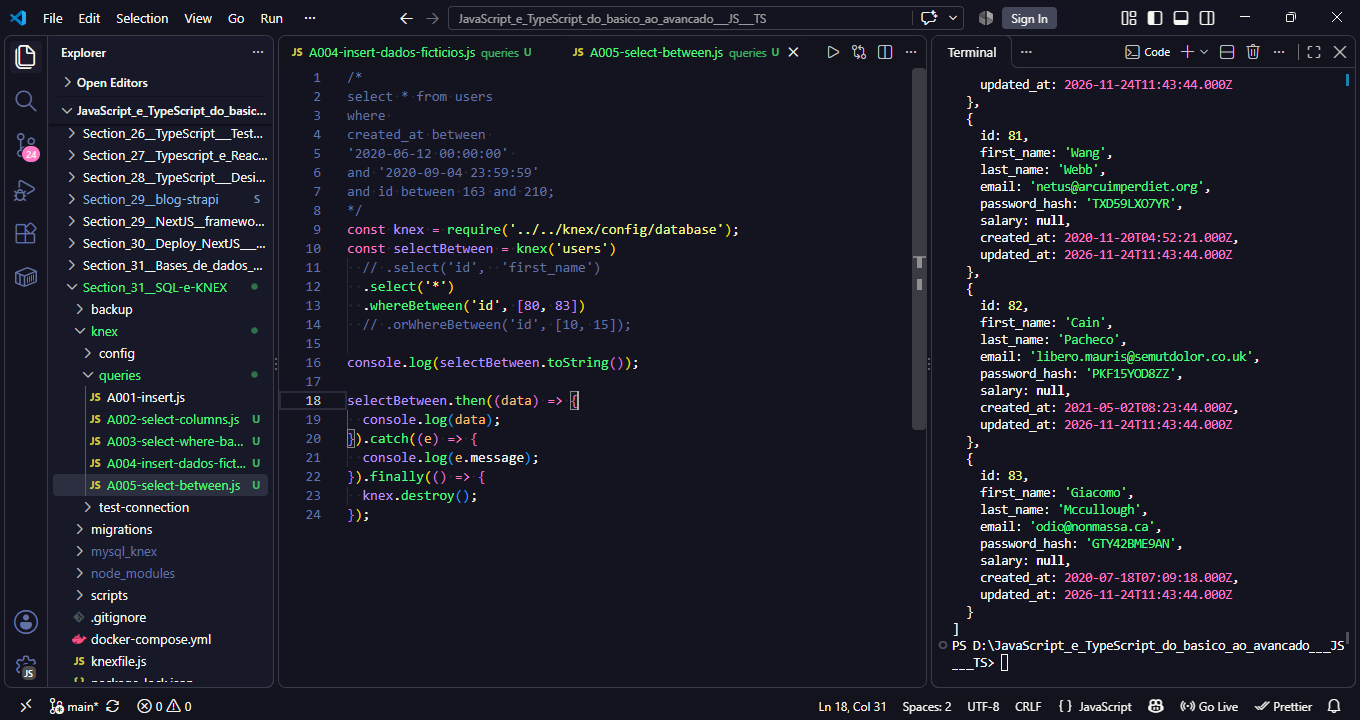 File Edit Selection View Go Run ··· JavaScript_e_TypeScript_do_basico_ao_avancado___JS___TS Sign In
Explorer ···
Open Editors
JavaScript_e_TypeScript_do_basic...
Section_26__TypeScript___Test...
Section_27__Typescript_e_Reac...
Section_28__TypeScript___Desi...
Section_29__blog-strapi S
Section_29__NextJS__framewo...
Section_30__Deploy_NextJS___...
Section_31__Bases_de_dados_...
Section_31__SQL-e-KNEX
backup
knex
config
queries
JS A001-insert.js
JS A002-select-columns.js U
JS A003-select-where-ba... U
JS A004-insert-dados-fict... U
JS A005-select-between.js U
test-connection
migrations
mysql_knex
node_modules
scripts
.gitignore
docker-compose.yml
JS knexfile.js
24
JS
JS A004-insert-dados-ficticios.js queries U JS A005-select-between.js queries U
1 /*
2 select * from users
3 where
4 created_at between
5 '2020-06-12 00:00:00'
6 and '2020-09-04 23:59:59'
7 and id between 163 and 210;
8 */
9 const knex = require('../../knex/config/database');
10 const selectBetween = knex('users')
11 // .select('id', 'first_name')
12 .select('*')
13 .whereBetween('id', [80, 83])
14 // .orWhereBetween('id', [10, 15]);
15
16 console.log(selectBetween.toString());
17
18 selectBetween.then((data) => {
19 console.log(data);
20 }).catch((e) => {
21 console.log(e.message);
22 }).finally(() => {
23 knex.destroy();
24 });
Terminal ··· Code ···
updated_at: 2026-11-24T11:43:44.000Z
},
{
id: 81,
first_name: 'Wang',
last_name: 'Webb',
email: 'netus@arcuimperdiet.org',
password_hash: 'TXD59LXO7YR',
salary: null,
created_at: 2020-11-20T04:52:21.000Z,
updated_at: 2026-11-24T11:43:44.000Z
},
{
id: 82,
first_name: 'Cain',
last_name: 'Pacheco',
email: 'libero.mauris@semutdolor.co.uk',
password_hash: 'PKF15YOD8ZZ',
salary: null,
created_at: 2021-05-02T08:23:44.000Z,
updated_at: 2026-11-24T11:43:44.000Z
},
{
id: 83,
first_name: 'Giacomo',
last_name: 'Mccullough',
email: 'odio@nonmassa.ca',
password_hash: 'GTY42BME9AN',
salary: null,
created_at: 2020-07-18T07:09:18.000Z,
updated_at: 2026-11-24T11:43:44.000Z
}
]
PS D:\JavaScript_e_TypeScript_do_basico_ao_avancado___JS
___TS>
main* 0 0 Ln 18, Col 31 Spaces: 2 UTF-8 CRLF { } JavaScript Go Live Prettier